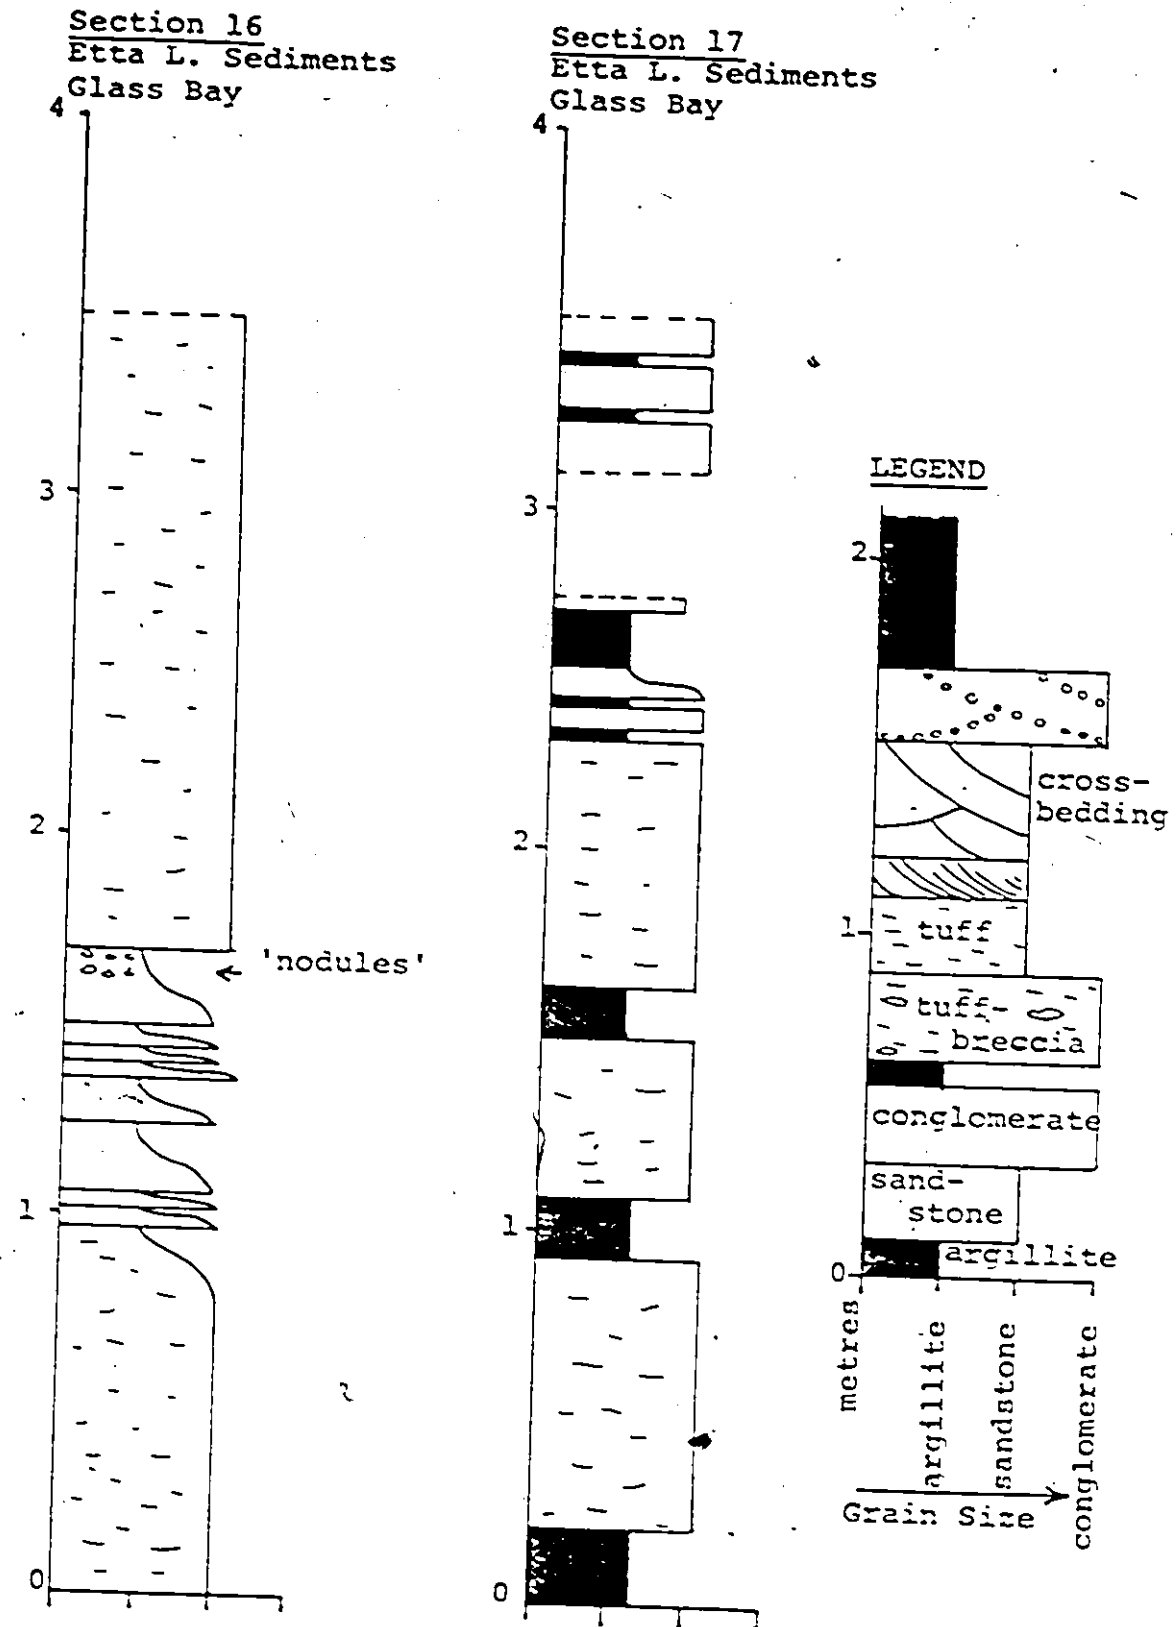 Section 16
Etta L. Sediments
Glass Bay
4
3
2
1
0
'nodules'
Section 17
Etta L. Sediments
Glass Bay
4
3
2
1
0
LEGEND
2
cross-
bedding
1
tuff
tuff-
breccia
conglomerate
sand-
stone
argillite
0
metres
argillite
sandstone
conglomerate
Grain Size